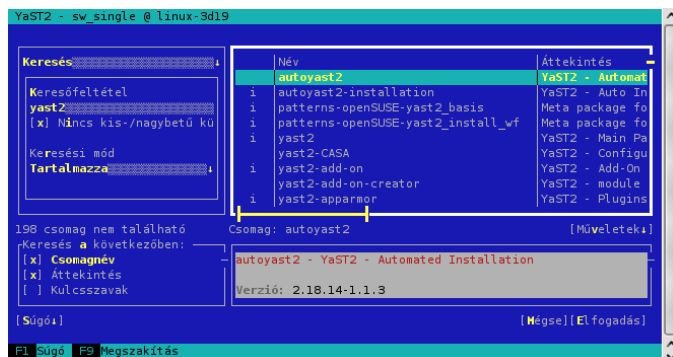 YaST2 - sw_single @ linux-3d19
Keresés↓
Keresőfeltétel
yast2
[x] Nincs kis-/nagybetű kü
Keresési mód
Tartalmazza↓
Név Áttekintés
autoyast2 YaST2 - Automat
i autoyast2-installation YaST2 - Auto In
i patterns-openSUSE-yast2_basis Meta package fo
i patterns-openSUSE-yast2_install_wf Meta package fo
i yast2 YaST2 - Main Pa
yast2-CASA YaST2 - Configu
i yast2-add-on YaST2 - Add-On
yast2-add-on-creator YaST2 - module
i yast2-apparmor YaST2 - Plugins
198 csomag nem található Csomag: autoyast2 [Műveletek↓]
Keresés a következőben:
[x] Csomagnév
[x] Áttekintés
[ ] Kulcsszavak
autoyast2 - YaST2 - Automated Installation
Verzió: 2.18.14-1.1.3
[Súgó↓] [Mégse][Elfogadás]
F1 Súgó F9 Megszakítás